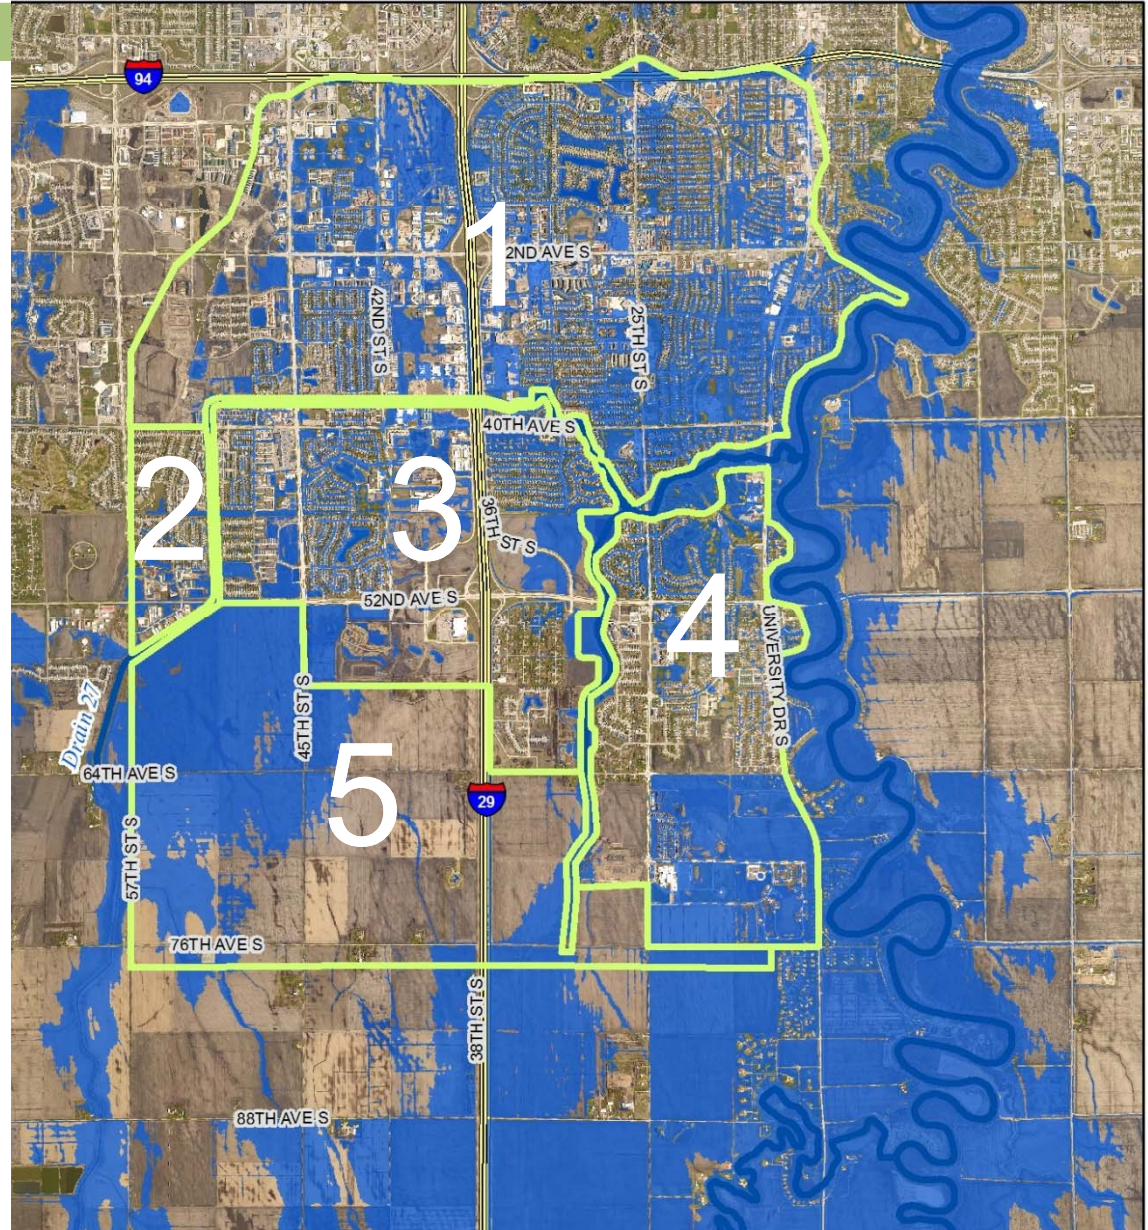 94
1
2ND AVE S
42ND ST S
25TH ST S
40TH AVE S
2
3
36TH ST S
52ND AVE S
4
UNIVERSITY DR S
Drain 27
45TH ST S
64TH AVE S
5
29
57TH ST S
76TH AVE S
38TH ST S
88TH AVE S